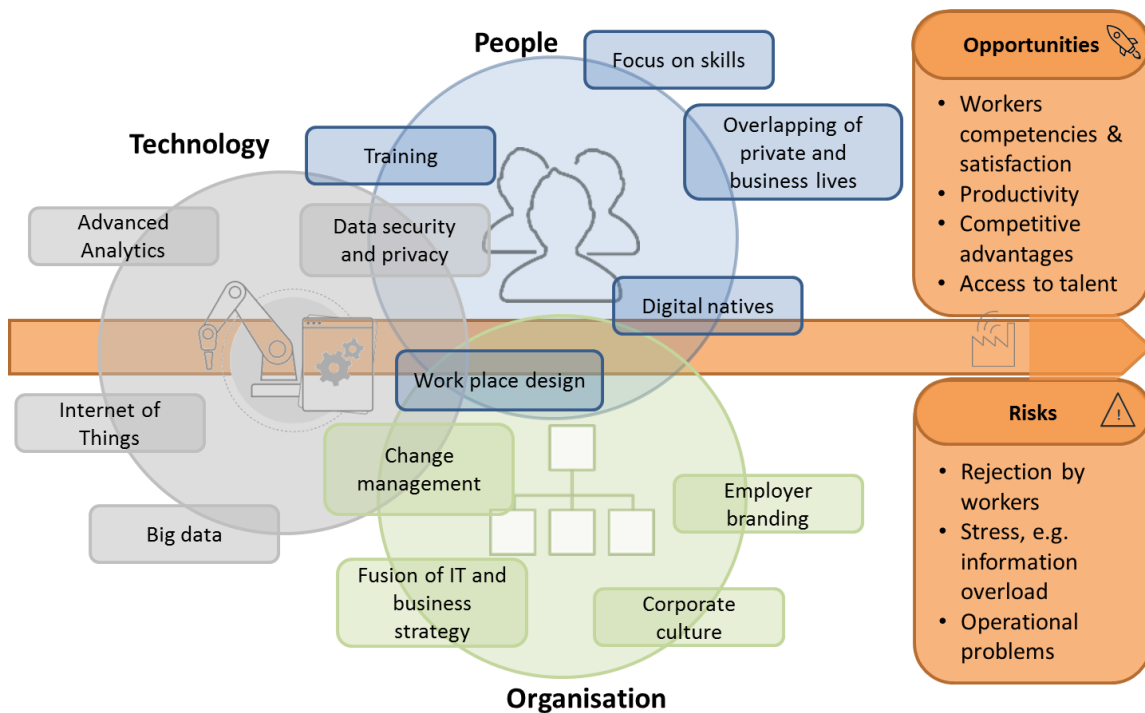 People
Focus on skills
Overlapping of
private and
business lives
Training
Technology
Advanced
Analytics
Data security
and privacy
Digital natives
Work place design
Internet of
Things
Big data
Change
management
Employer
branding
Fusion of IT and
business
strategy
Corporate
culture
Organisation
Opportunities
• Workers
competencies &
satisfaction
• Productivity
• Competitive
advantages
• Access to talent
Risks
!
• Rejection by
workers
• Stress, e.g.
information
overload
• Operational
problems